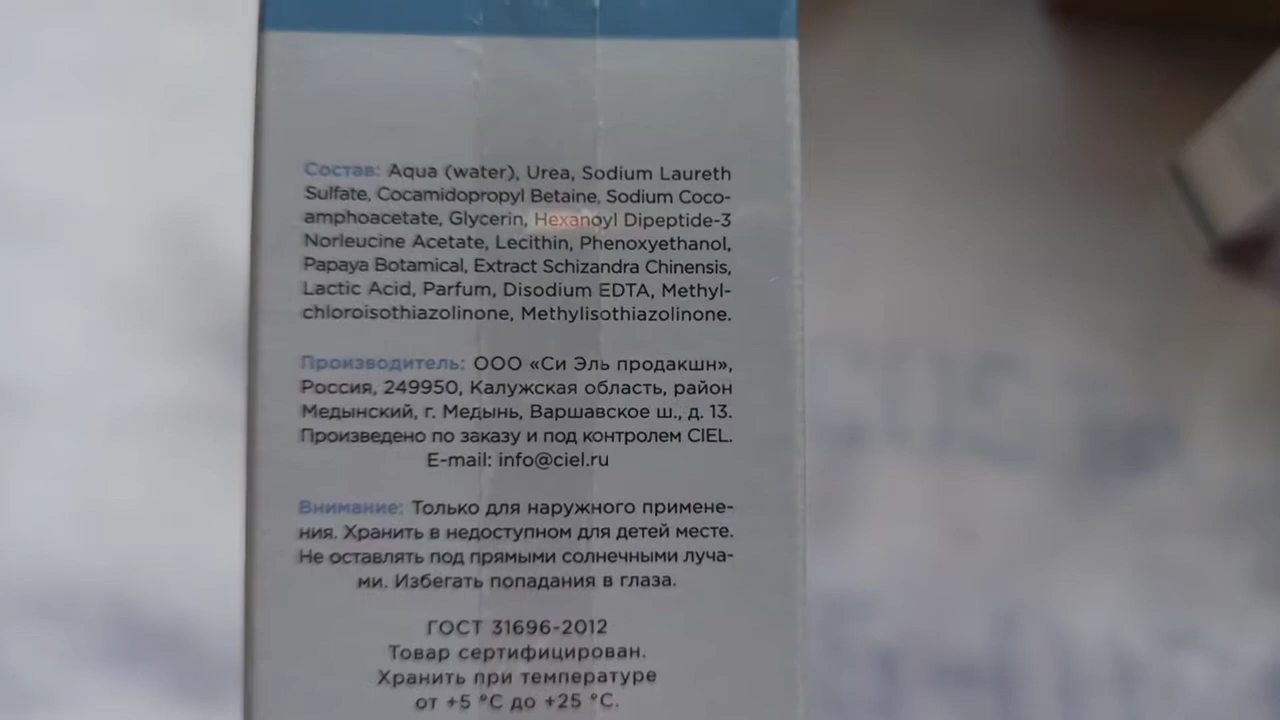 Состав: Aqua (water), Urea, Sodium Laureth
Sulfate, Cocamidopropyl Betaine, Sodium Coco-
amphoacetate, Glycerin, Hexanoyl Dipeptide-3
Norleucine Acetate, Lecithin, Phenoxyethanol,
Papaya Botamical, Extract Schizandra Chinensis,
Lactic Acid, Parfum, Disodium EDTA, Methyl-
chloroisothiazolinone, Methylisothiazolinone.
Производитель: ООО «Си Эль продакшн»,
Россия, 249950, Калужская область, район
Медынский, г. Медынь, Варшавское ш., д. 13.
Произведено по заказу и под контролем CIEL.
E-mail: info@ciel.ru
Внимание: Только для наружного примене-
ния. Хранить в недоступном для детей месте.
Не оставлять под прямыми солнечными луча-
ми. Избегать попадания в глаза.
ГОСТ 31696-2012
Товар сертифицирован.
Хранить при температуре
от +5 °C до +25 °C.